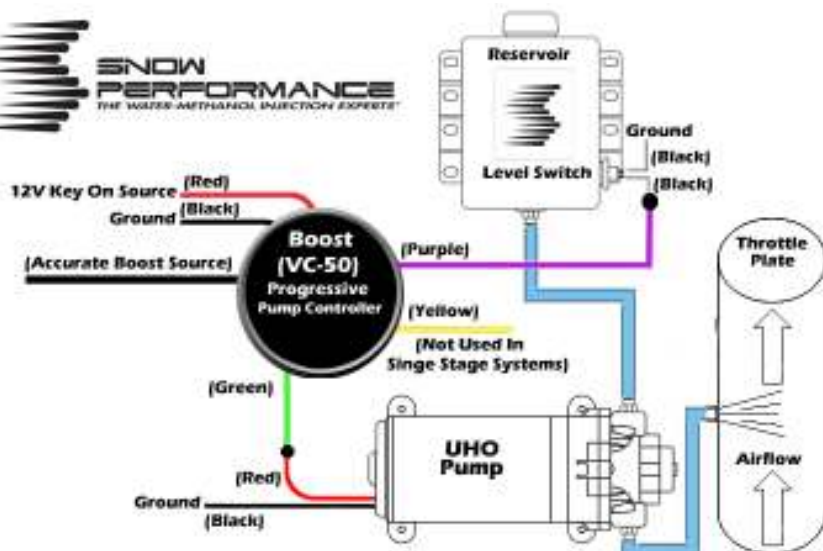 SNOW
PERFORMANCE
THE WATER-METHANOL INJECTION EXPERTS"
Reservoir
Level Switch
Ground
(Black)
(Black)
12V Key On Source
(Red)
Ground
(Black)
(Accurate Boost Source)
Boost
(VC-50)
Progressive
Pump Controller
(Purple)
(Yellow)
(Not Used In
Singe Stage Systems)
(Green)
(Red)
Ground
(Black)
UHO
Pump
Throttle
Plate
Airflow